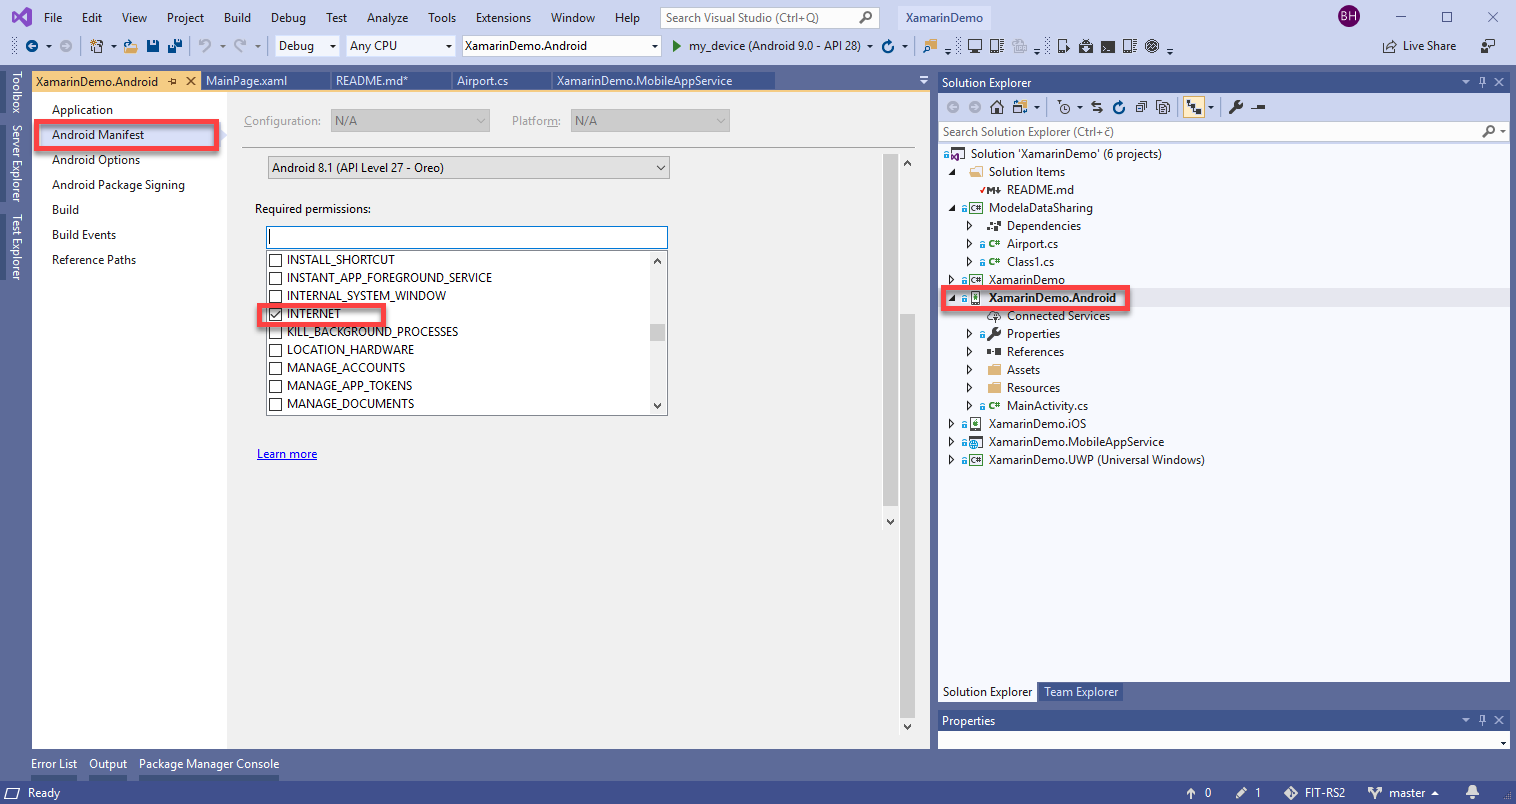 File Edit View Project Build Debug Test Analyze Tools Extensions Window Help Search Visual Studio (Ctrl+Q) XamarinDemo BH
Debug Any CPU XamarinDemo.Android my_device (Android 9.0 - API 28) Live Share
Toolbox
Server Explorer
Test Explorer
XamarinDemo.Android MainPage.xaml README.md* Airport.cs XamarinDemo.MobileAppService
Application
Android Manifest
Android Options
Android Package Signing
Build
Build Events
Reference Paths
Configuration: N/A Platform: N/A
Android 8.1 (API Level 27 - Oreo)
Required permissions:
INSTALL_SHORTCUT
INSTANT_APP_FOREGROUND_SERVICE
INTERNAL_SYSTEM_WINDOW
INTERNET
KILL_BACKGROUND_PROCESSES
LOCATION_HARDWARE
MANAGE_ACCOUNTS
MANAGE_APP_TOKENS
MANAGE_DOCUMENTS
Learn more
Solution Explorer
Search Solution Explorer (Ctrl+č)
Solution 'XamarinDemo' (6 projects)
Solution Items
README.md
C# ModelaDataSharing
Dependencies
C# Airport.cs
C# Class1.cs
C# XamarinDemo
XamarinDemo.Android
Connected Services
Properties
References
Assets
Resources
C# MainActivity.cs
XamarinDemo.iOS
XamarinDemo.MobileAppService
C# XamarinDemo.UWP (Universal Windows)
Solution Explorer Team Explorer
Properties
Error List Output Package Manager Console
Ready 0 1 FIT-RS2 master